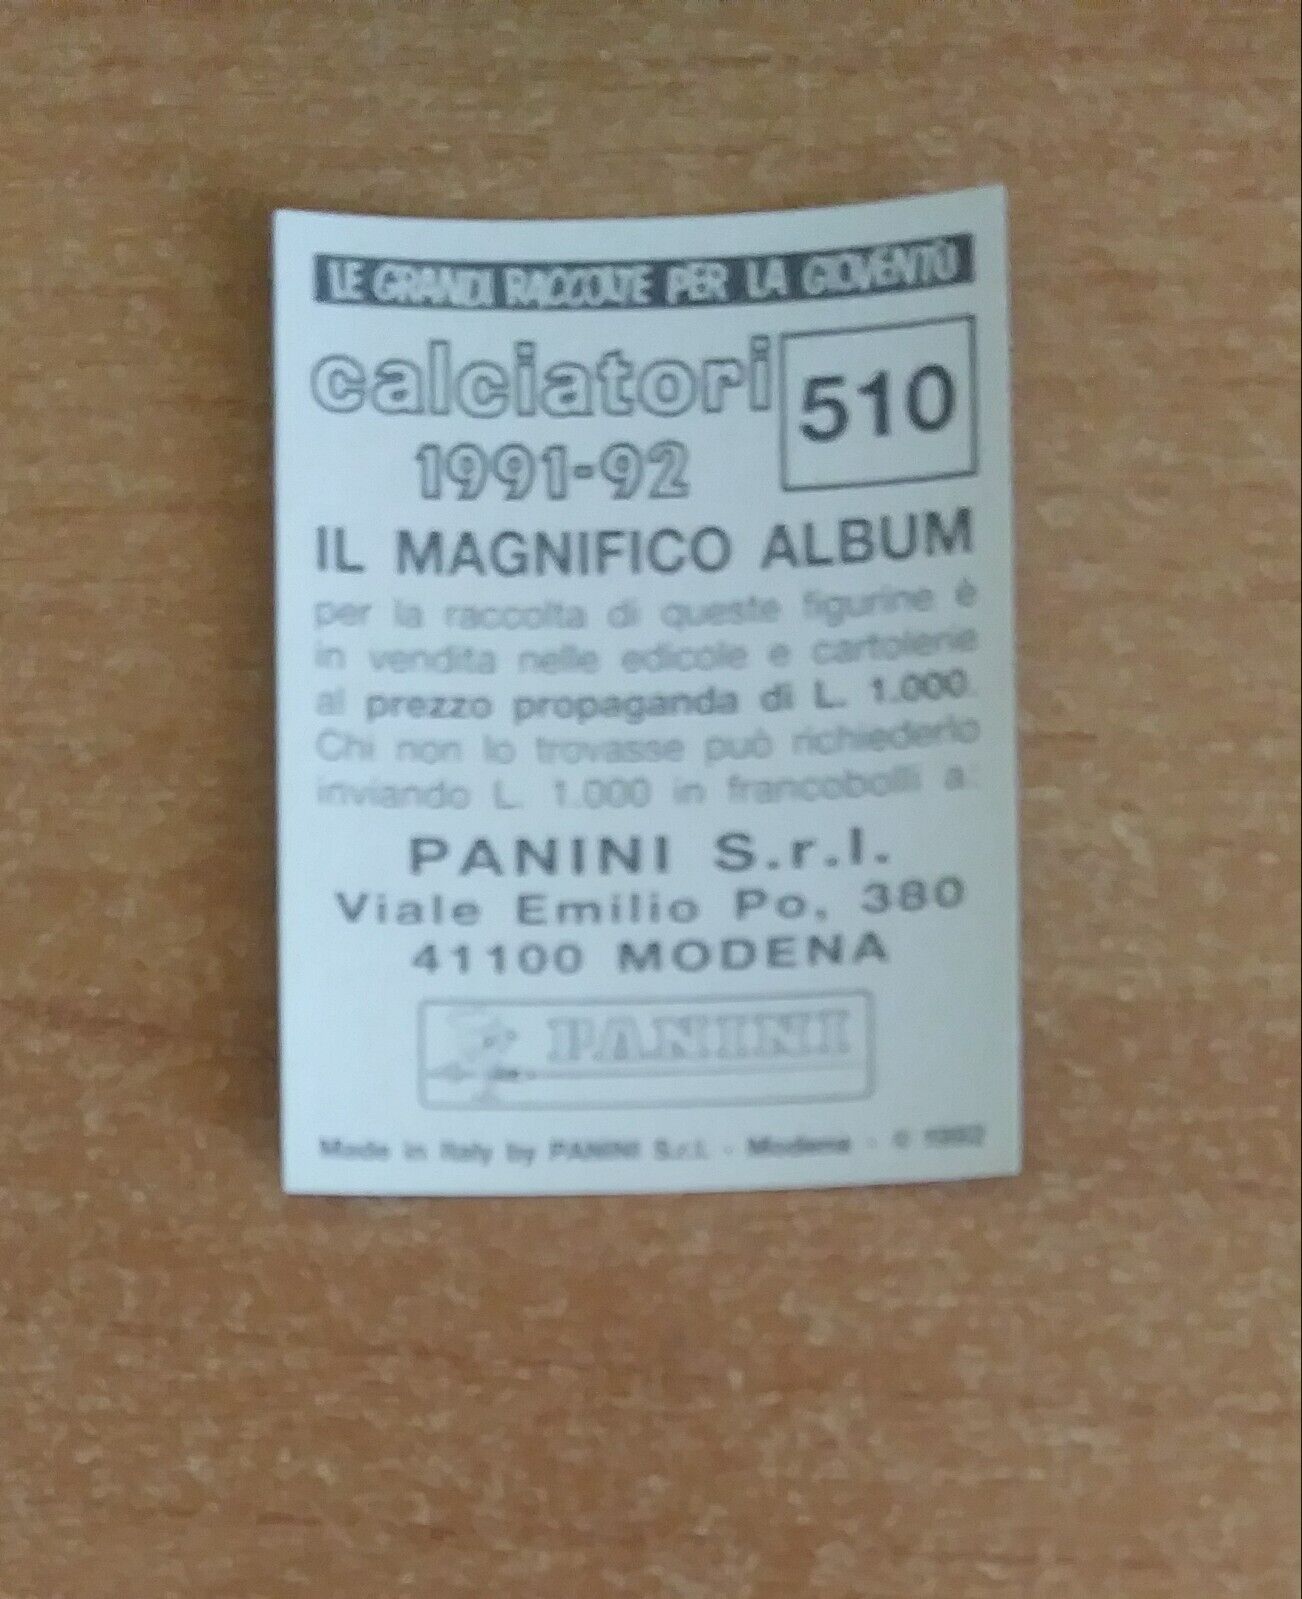 LE GRANDI RACCOLTE PER LA GIOVENTÙ
calciatori
1991-92
510
IL MAGNIFICO ALBUM
per la raccolta di queste figurine è
in vendita nelle edicole e cartolerie
al prezzo propaganda di L. 1.000.
Chi non lo trovasse può richiederlo
inviando L. 1.000 in francobolli a:
PANINI S.r.l.
Viale Emilio Po, 380
41100 MODENA
PANINI
Made in Italy by PANINI S.r.l. - Modena - © 1992